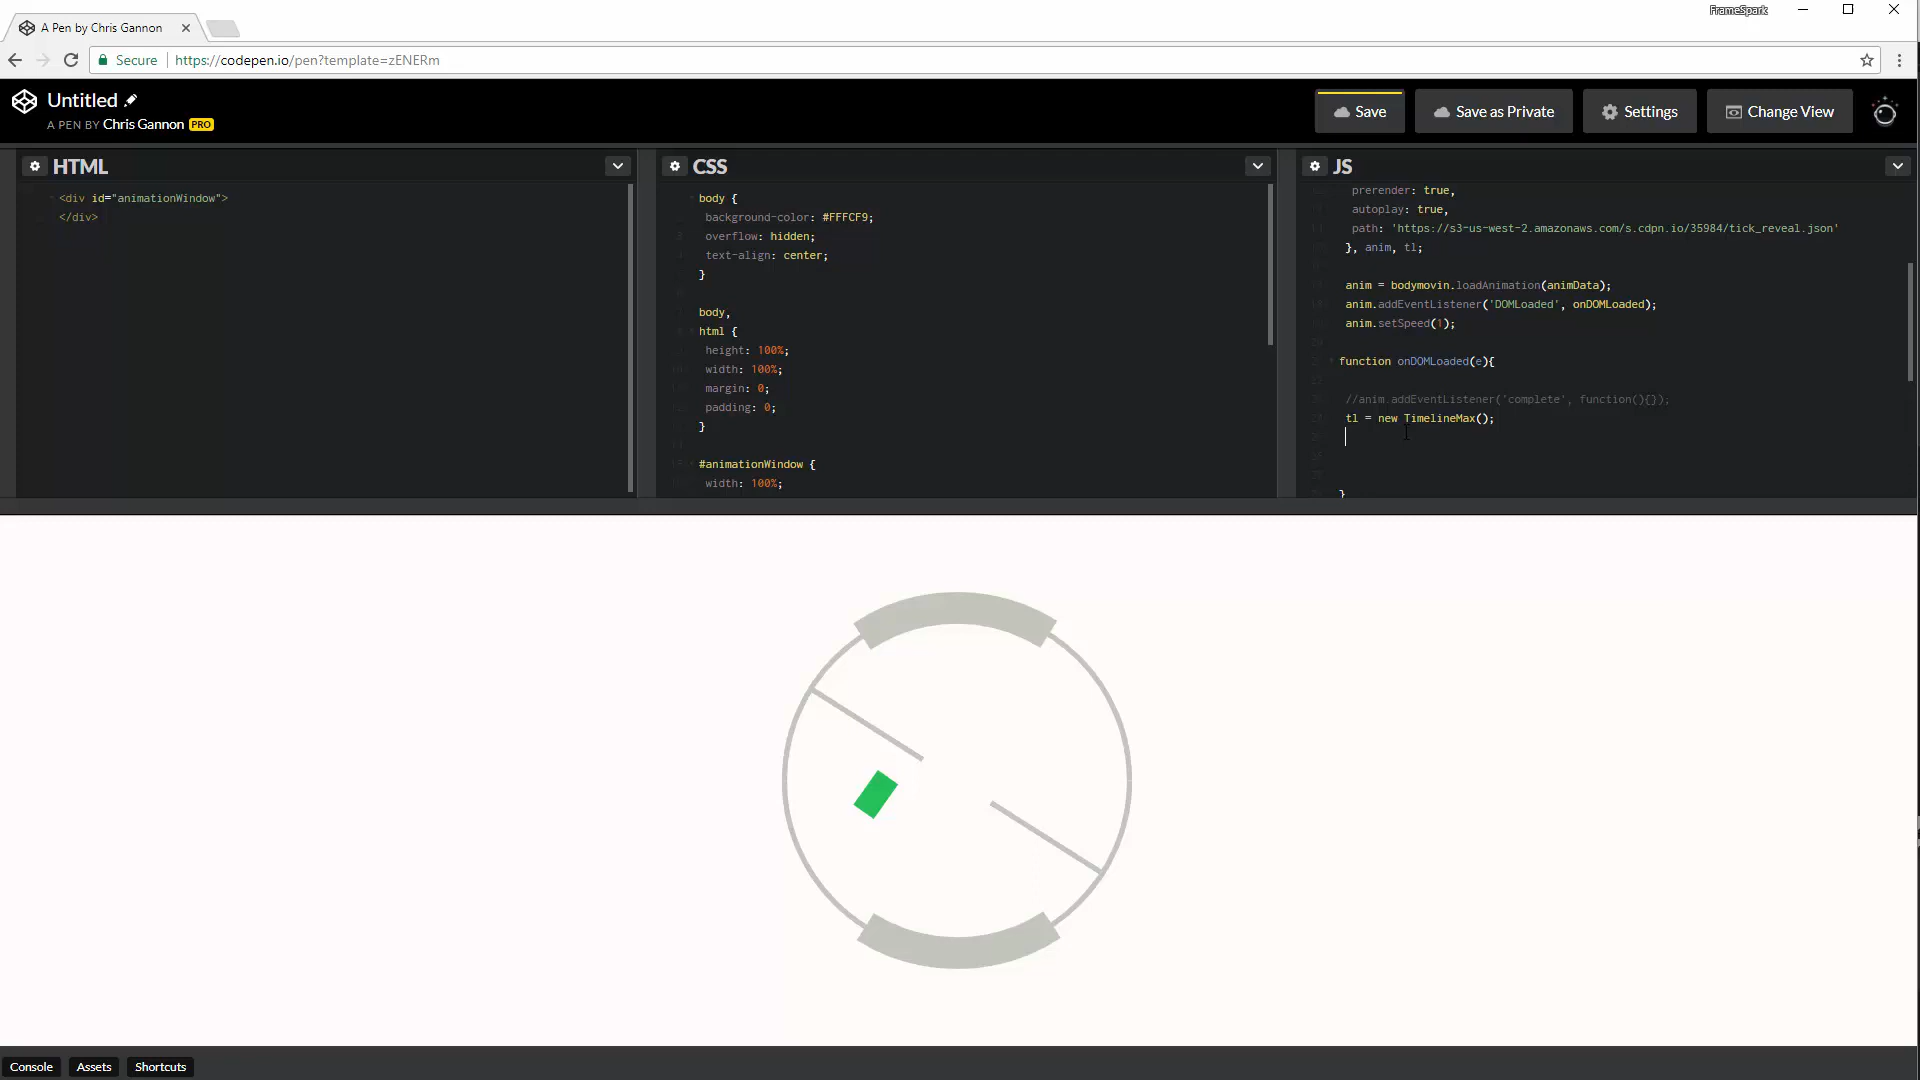 FrameSpark
A Pen by Chris Gannon
Secure
https://codepen.io/pen?template=zENERm
Untitled
A PEN BY Chris Gannon PRO
Save
Save as Private
Settings
Change View
HTML
<div id="animationWindow">
</div>
CSS
body {
background-color: #FFFCF9;
overflow: hidden;
text-align: center;
}
body,
html {
height: 100%;
width: 100%;
margin: 0;
padding: 0;
}
#animationWindow {
width: 100%;
JS
prerender: true,
autoplay: true,
path: 'https://s3-us-west-2.amazonaws.com/s.cdpn.io/35984/tick_reveal.json'
}, anim, tl;
anim = bodymovin.loadAnimation(animData);
anim.addEventListener('DOMLoaded', onDOMLoaded);
anim.setSpeed(1);
function onDOMLoaded(e){
//anim.addEventListener('complete', function(){});
tl = new TimelineMax();
}
Console
Assets
Shortcuts